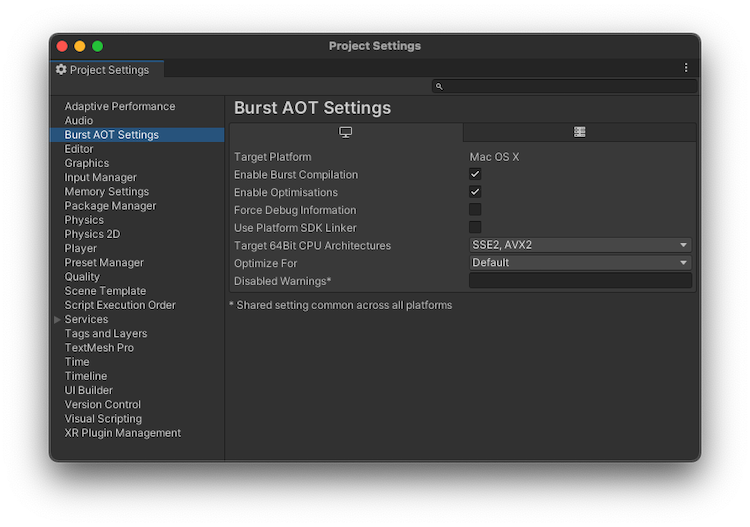 Project Settings
Project Settings
Adaptive Performance
Audio
Burst AOT Settings
Editor
Graphics
Input Manager
Memory Settings
Package Manager
Physics
Physics 2D
Player
Preset Manager
Quality
Scene Template
Script Execution Order
Services
Tags and Layers
TextMesh Pro
Time
Timeline
UI Builder
Version Control
Visual Scripting
XR Plugin Management
Burst AOT Settings
Target Platform Mac OS X
Enable Burst Compilation
Enable Optimisations
Force Debug Information
Use Platform SDK Linker
Target 64Bit CPU Architectures SSE2, AVX2
Optimize For Default
Disabled Warnings*
* Shared setting common across all platforms